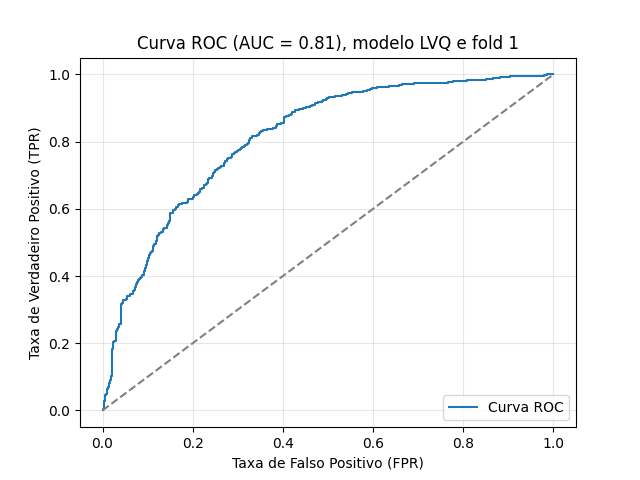 Curva ROC (AUC = 0.81), modelo LVQ e fold 1
Taxa de Verdadeiro Positivo (TPR)
1.0
0.8
0.6
0.4
0.2
0.0
0.0 0.2 0.4 0.6 0.8 1.0
Taxa de Falso Positivo (FPR)
Curva ROC